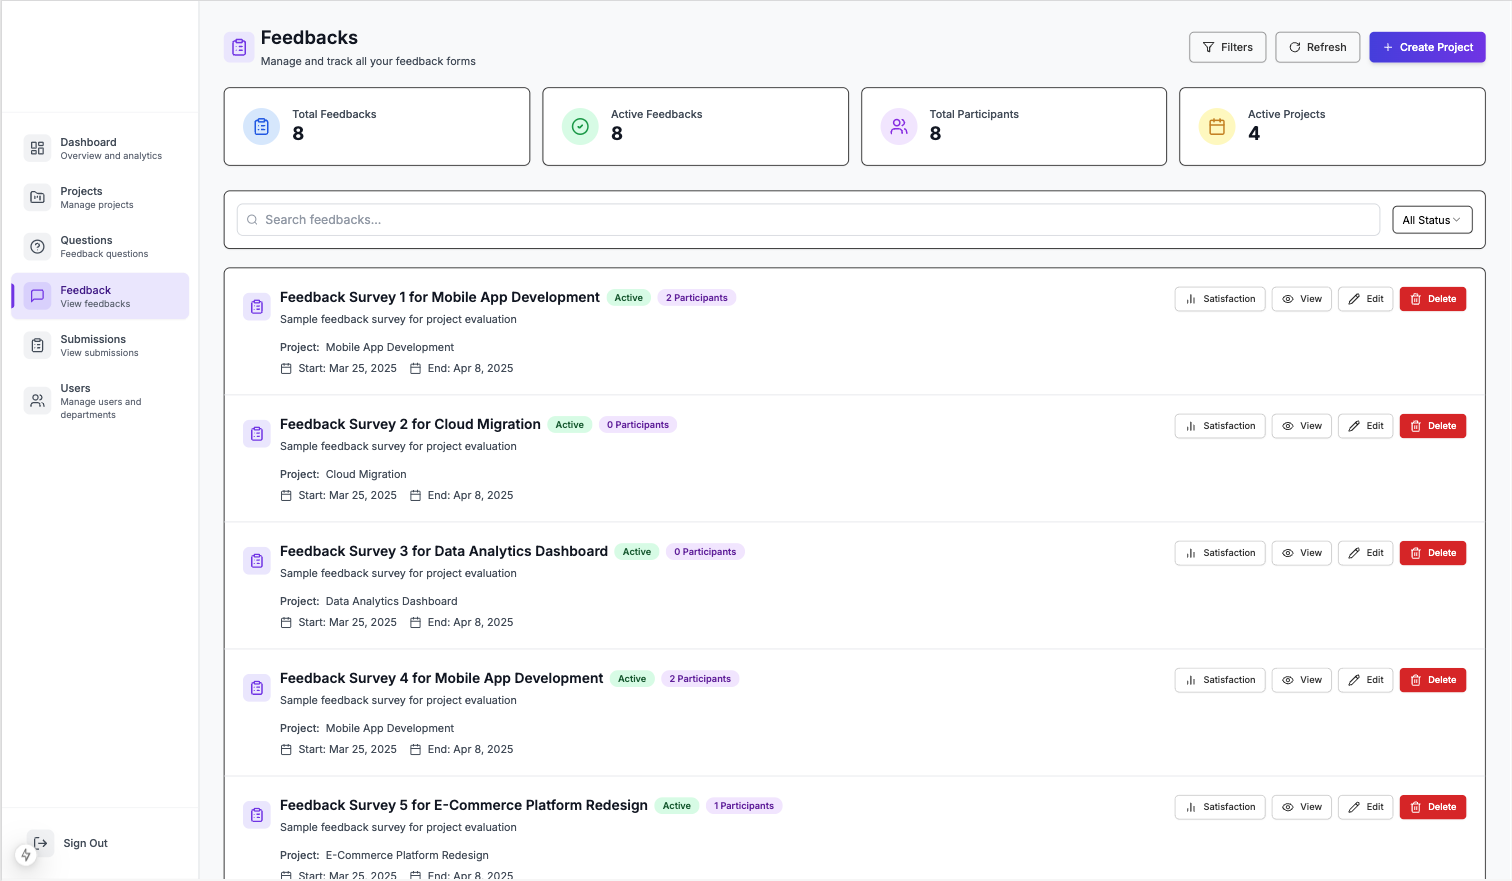 Feedbacks
Manage and track all your feedback forms
Filters
Refresh
+ Create Project
Total Feedbacks
8
Active Feedbacks
8
Total Participants
8
Active Projects
4
Dashboard
Overview and analytics
Projects
Manage projects
Questions
Feedback questions
Feedback
View feedbacks
Submissions
View submissions
Users
Manage users and
departments
Sign Out
Search feedbacks...
All Status
Feedback Survey 1 for Mobile App Development Active 2 Participants
Satisfaction View Edit Delete
Sample feedback survey for project evaluation
Project: Mobile App Development
Start: Mar 25, 2025 End: Apr 8, 2025
Feedback Survey 2 for Cloud Migration Active 0 Participants
Satisfaction View Edit Delete
Sample feedback survey for project evaluation
Project: Cloud Migration
Start: Mar 25, 2025 End: Apr 8, 2025
Feedback Survey 3 for Data Analytics Dashboard Active 0 Participants
Satisfaction View Edit Delete
Sample feedback survey for project evaluation
Project: Data Analytics Dashboard
Start: Mar 25, 2025 End: Apr 8, 2025
Feedback Survey 4 for Mobile App Development Active 2 Participants
Satisfaction View Edit Delete
Sample feedback survey for project evaluation
Project: Mobile App Development
Start: Mar 25, 2025 End: Apr 8, 2025
Feedback Survey 5 for E-Commerce Platform Redesign Active 1 Participants
Satisfaction View Edit Delete
Sample feedback survey for project evaluation
Project: E-Commerce Platform Redesign
Start: Mar 25, 2025 End: Apr 8, 2025